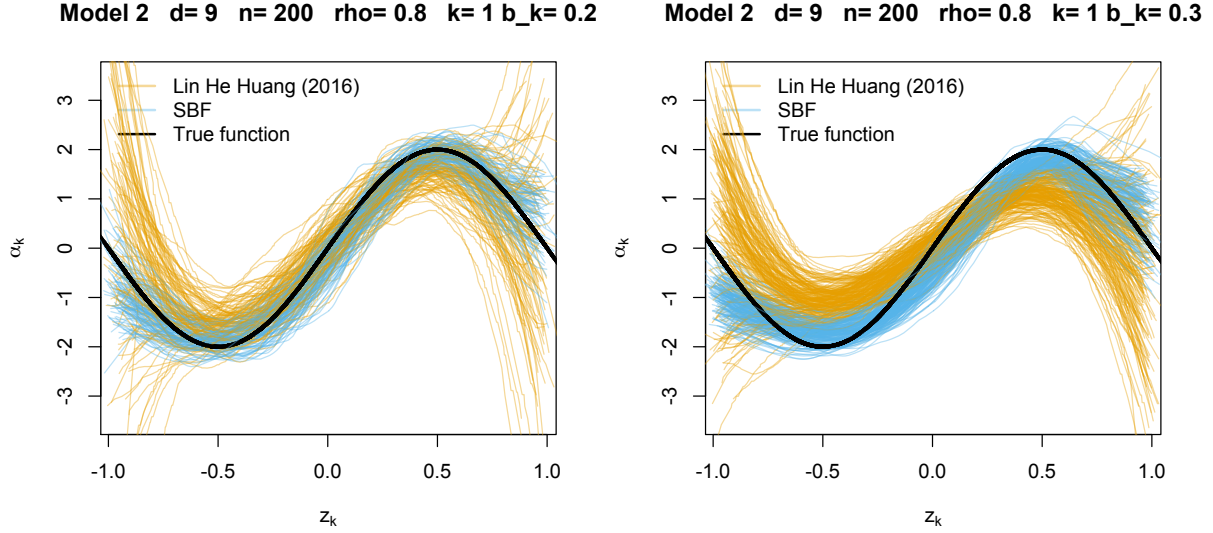 Model 2 d= 9 n= 200 rho= 0.8 k= 1 b_k= 0.2
Lin He Huang (2016)
SBF
True function
α_k
3
2
1
0
-1
-2
-3
-1.0 -0.5 0.0 0.5 1.0
z_k
Model 2 d= 9 n= 200 rho= 0.8 k= 1 b_k= 0.3
Lin He Huang (2016)
SBF
True function
α_k
3
2
1
0
-1
-2
-3
-1.0 -0.5 0.0 0.5 1.0
z_k